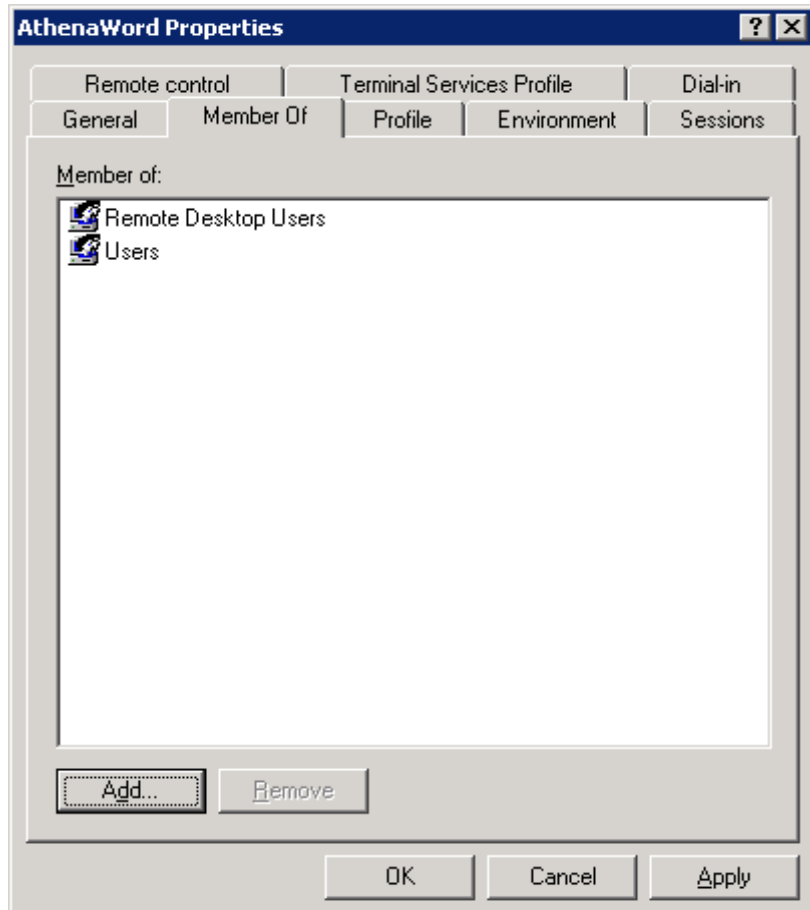 AthenaWord Properties ? X
Remote control Terminal Services Profile Dial-in
General Member Of Profile Environment Sessions
Member of:
Remote Desktop Users
Users
Add... Remove
OK Cancel Apply